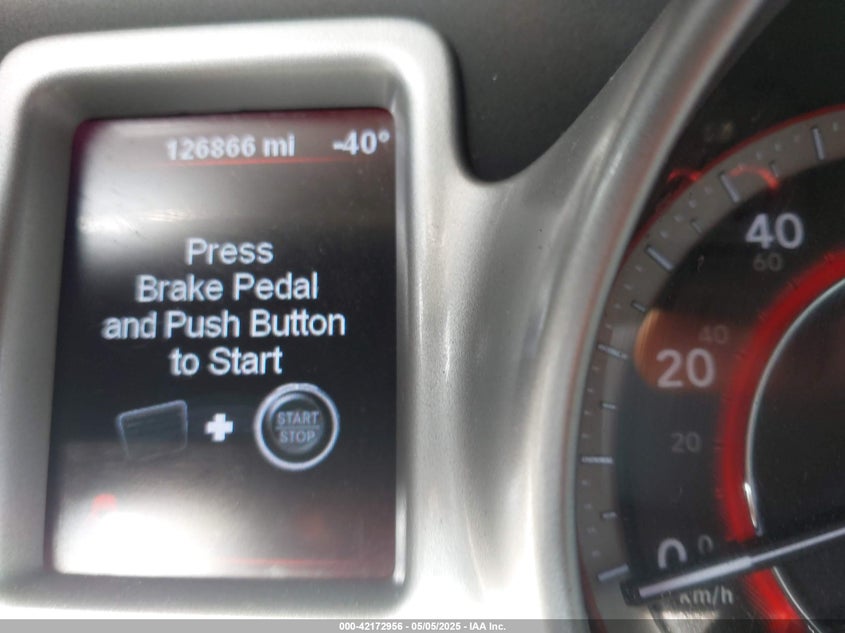 126866 mi -40°
Press
Brake Pedal
and Push Button
to Start
START
STOP
40
60
40
20
20
0 0
km/h
000-42172956 - 05/05/2025 - IAA Inc.